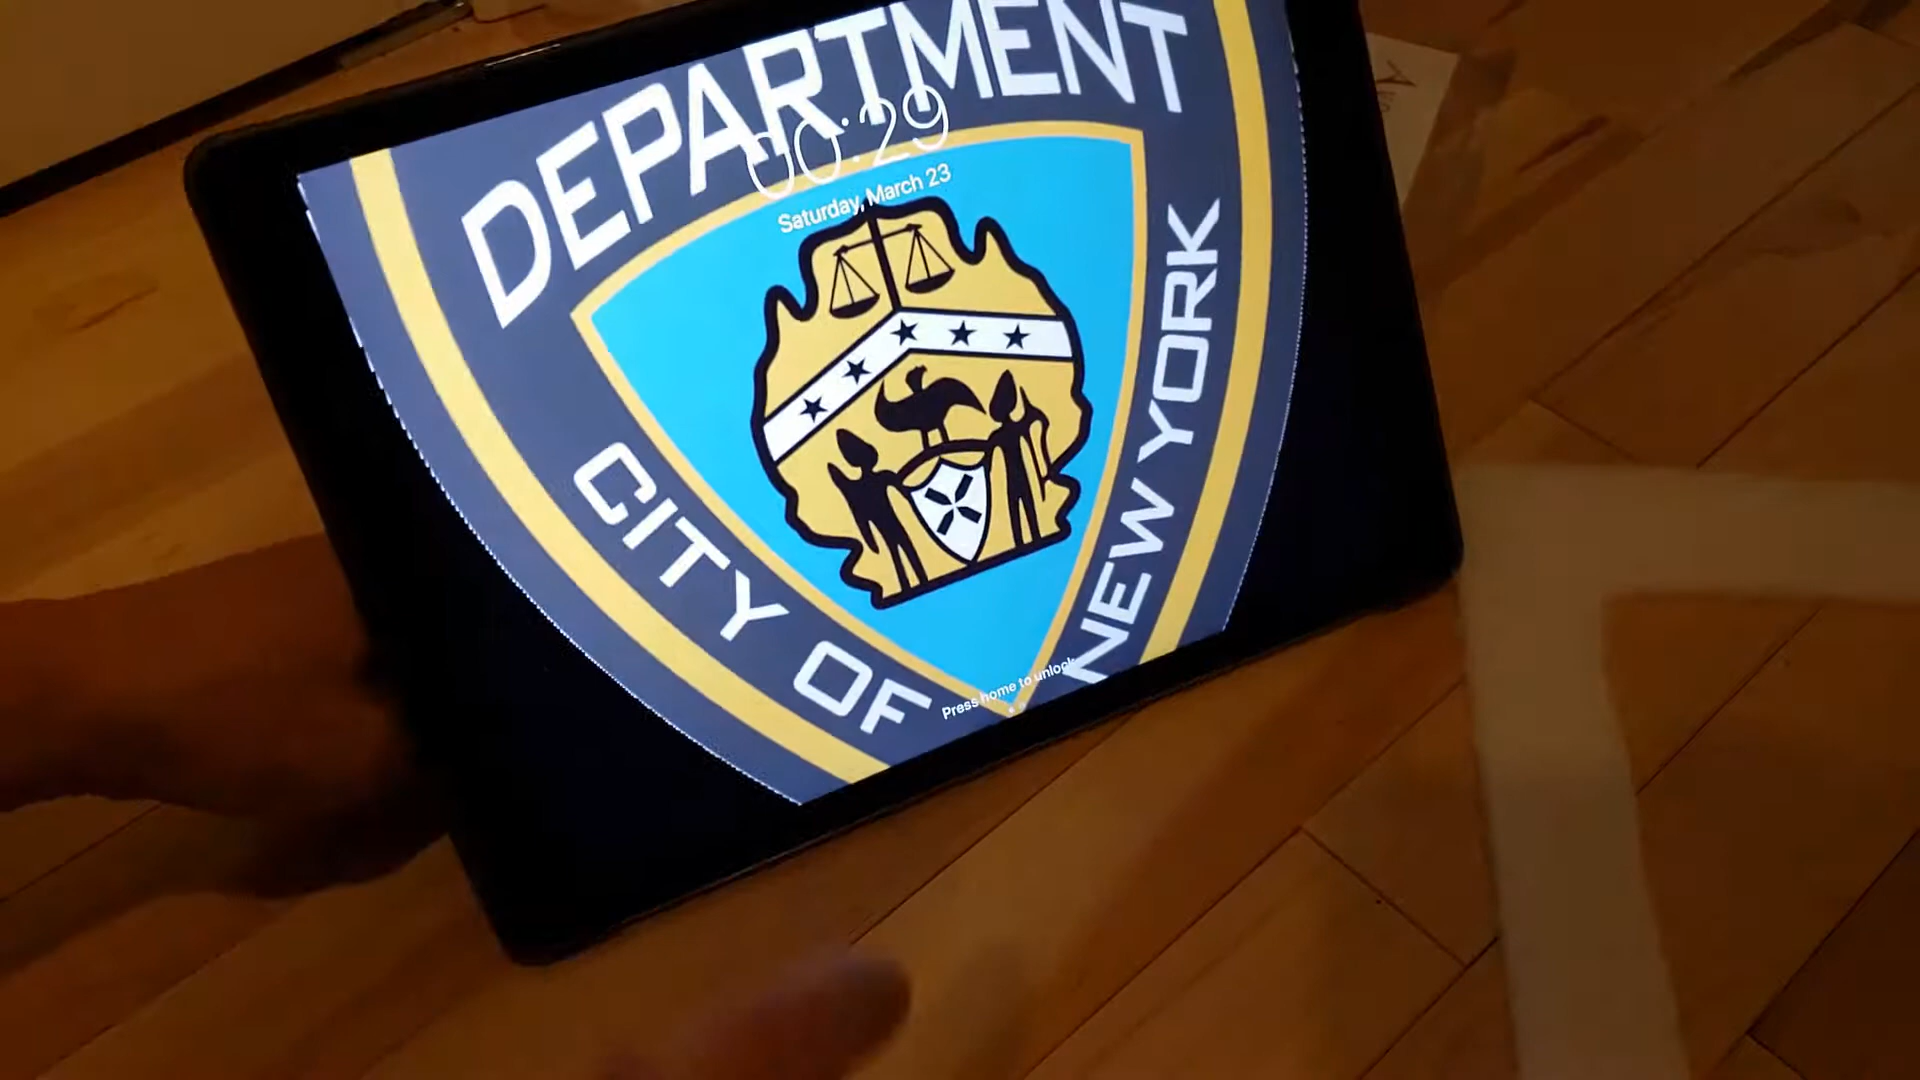 DEPARTMENT
00:29
Saturday, March 23
CITY OF
NEW YORK
Press home to unlock